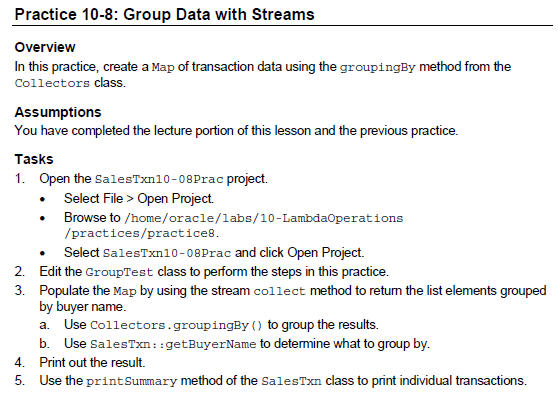 Practice 10-8: Group Data with Streams
Overview
In this practice, create a Map of transaction data using the groupingBy method from the
Collectors class.
Assumptions
You have completed the lecture portion of this lesson and the previous practice.
Tasks
1. Open the SalesTxn10-08Prac project.
• Select File > Open Project.
• Browse to /home/oracle/labs/10-LambdaOperations
/practices/practice8.
• Select SalesTxn10-08Prac and click Open Project.
2. Edit the GroupTest class to perform the steps in this practice.
3. Populate the Map by using the stream collect method to return the list elements grouped
by buyer name.
a. Use Collectors.groupingBy() to group the results.
b. Use SalesTxn::getBuyerName to determine what to group by.
4. Print out the result.
5. Use the printSummary method of the SalesTxn class to print individual transactions.